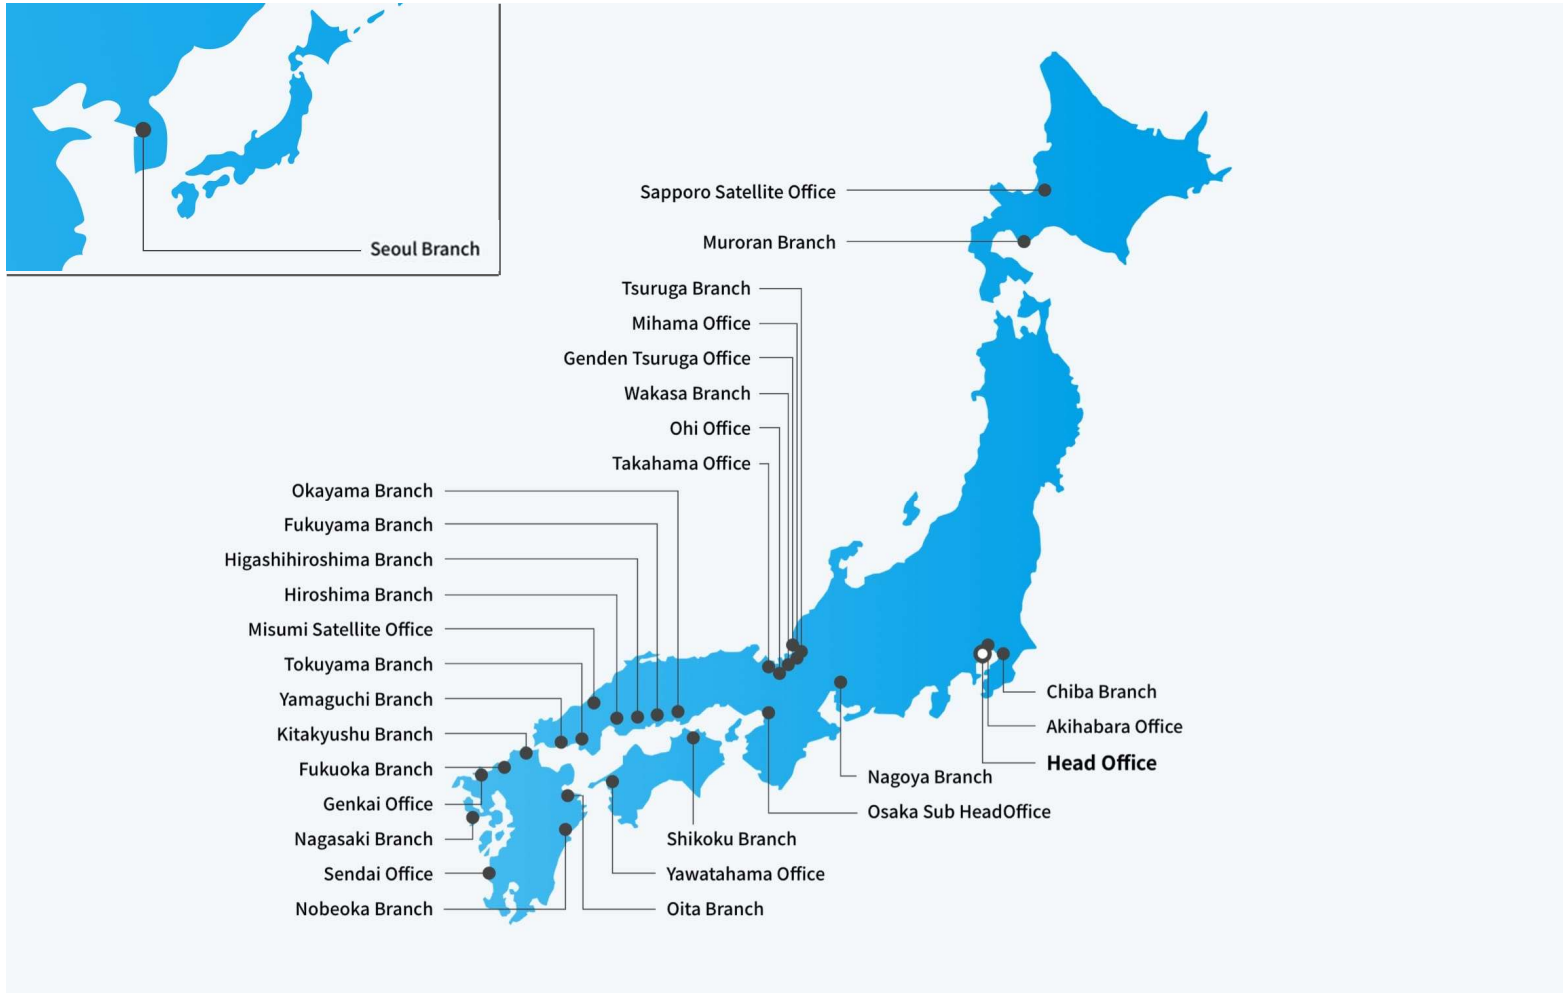 Seoul Branch
Sapporo Satellite Office
Muroran Branch
Tsuruga Branch
Mihama Office
Genden Tsuruga Office
Wakasa Branch
Ohi Office
Takahama Office
Okayama Branch
Fukuyama Branch
Higashihiroshima Branch
Hiroshima Branch
Misumi Satellite Office
Tokuyama Branch
Yamaguchi Branch
Kitakyushu Branch
Fukuoka Branch
Genkai Office
Nagasaki Branch
Sendai Office
Nobeoka Branch
Shikoku Branch
Yawatahama Office
Oita Branch
Nagoya Branch
Osaka Sub HeadOffice
Chiba Branch
Akihabara Office
Head Office